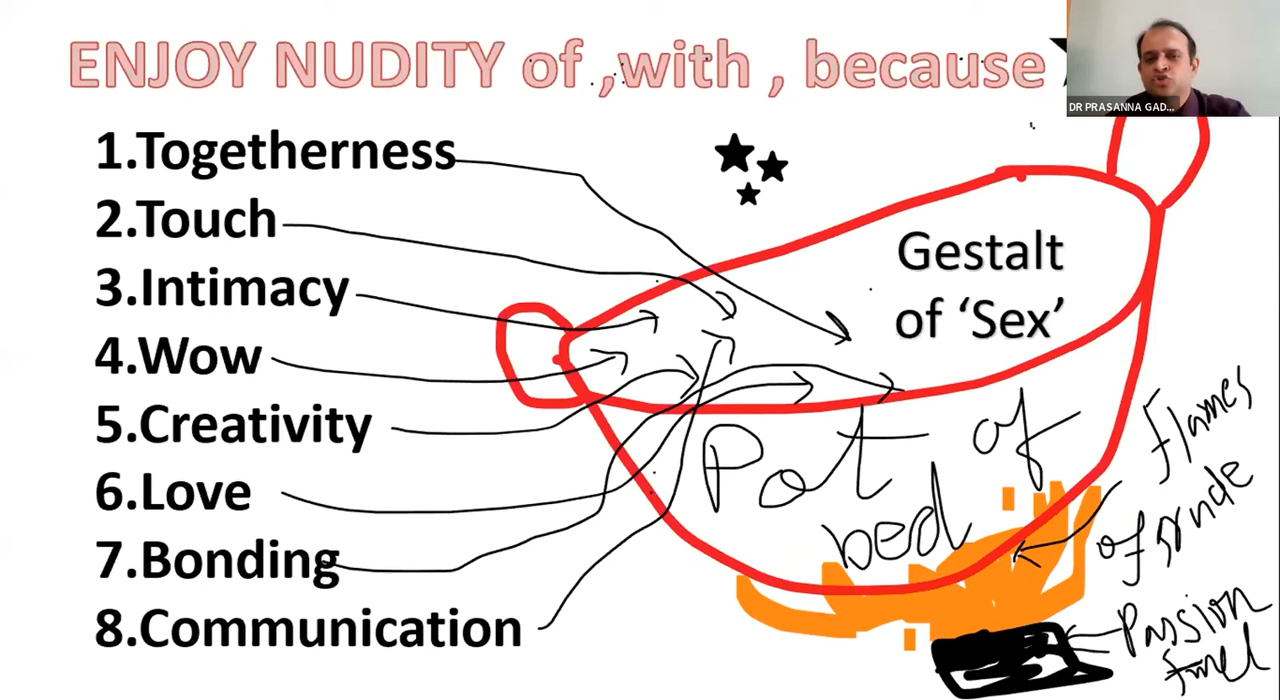 ENJOY NUDITY of , with , because
DR PRASANNA GAD...
1.Togetherness
2.Touch
3.Intimacy
4.Wow
5.Creativity
6.Love
7.Bonding
8.Communication
Gestalt
of ‘Sex’
Pot of
bed
Flames
of
Passion